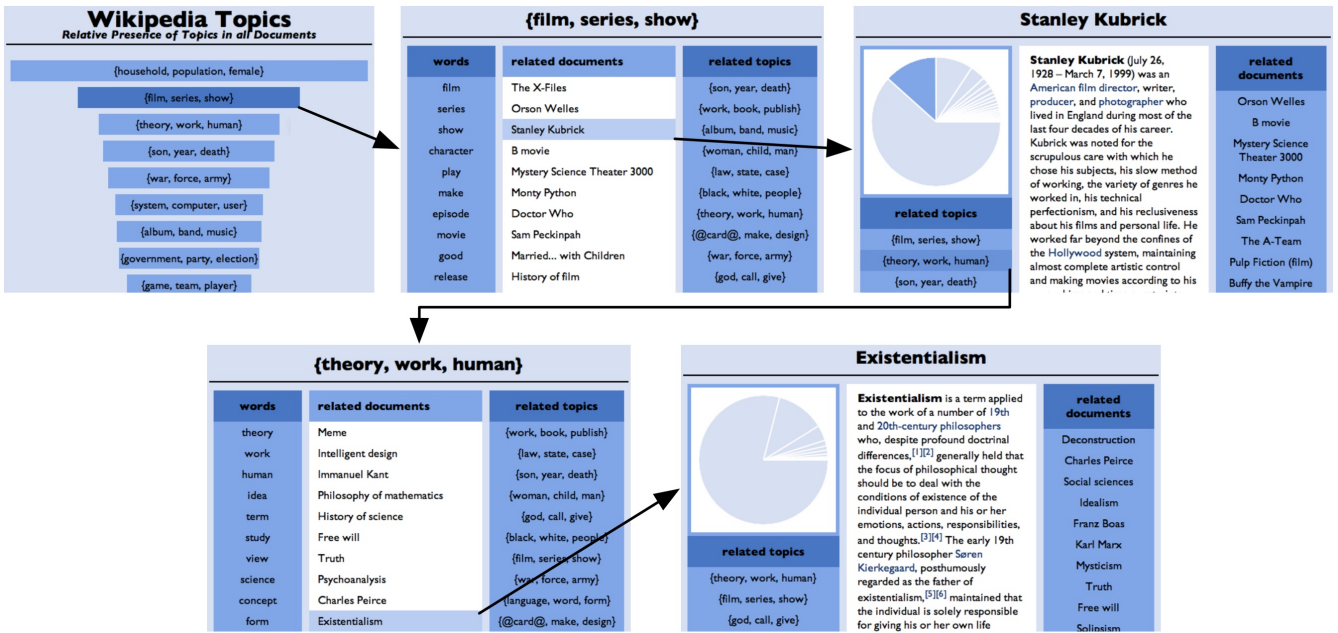 Wikipedia Topics
Relative Presence of Topics in all Documents
{household, population, female}
{film, series, show}
{theory, work, human}
{son, year, death}
{war, force, army}
{system, computer, user}
{album, band, music}
{government, party, election}
{game, team, player}
{film, series, show}
words
film
series
show
character
play
make
episode
movie
good
release
related documents
The X-Files
Orson Welles
Stanley Kubrick
B movie
Mystery Science Theater 3000
Monty Python
Doctor Who
Sam Peckinpah
Married... with Children
History of film
related topics
{son, year, death}
{work, book, publish}
{album, band, music}
{woman, child, man}
{law, state, case}
{black, white, people}
{theory, work, human}
{@card@, make, design}
{war, force, army}
{god, call, give}
Stanley Kubrick
related topics
{film, series, show}
{theory, work, human}
{son, year, death}
Stanley Kubrick (July 26,
1928 – March 7, 1999) was an
American film director, writer,
producer, and photographer who
lived in England during most of the
last four decades of his career.
Kubrick was noted for the
scrupulous care with which he
chose his subjects, his slow method
of working, the variety of genres he
worked in, his technical
perfectionism, and his reclusiveness
about his films and personal life. He
worked far beyond the confines of
the Hollywood system, maintaining
almost complete artistic control
and making movies according to his
related
documents
Orson Welles
B movie
Mystery Science
Theater 3000
Monty Python
Doctor Who
Sam Peckinpah
The A-Team
Pulp Fiction (film)
Buffy the Vampire
{theory, work, human}
words
theory
work
human
idea
term
study
view
science
concept
form
related documents
Meme
Intelligent design
Immanuel Kant
Philosophy of mathematics
History of science
Free will
Truth
Psychoanalysis
Charles Peirce
Existentialism
related topics
{work, book, publish}
{law, state, case}
{son, year, death}
{woman, child, man}
{god, call, give}
{black, white, people}
{film, series, show}
{war, force, army}
{language, word, form}
{@card@, make, design}
Existentialism
related topics
{theory, work, human}
{film, series, show}
{god, call, give}
Existentialism is a term applied
to the work of a number of 19th
and 20th-century philosophers
who, despite profound doctrinal
differences,[1][2] generally held that
the focus of philosophical thought
should be to deal with the
conditions of existence of the
individual person and his or her
emotions, actions, responsibilities,
and thoughts.[3][4] The early 19th
century philosopher Søren
Kierkegaard, posthumously
regarded as the father of
existentialism,[5][6] maintained that
the individual is solely responsible
for giving his or her own life
related
documents
Deconstruction
Charles Peirce
Social sciences
Idealism
Franz Boas
Karl Marx
Mysticism
Truth
Free will
Solipsism